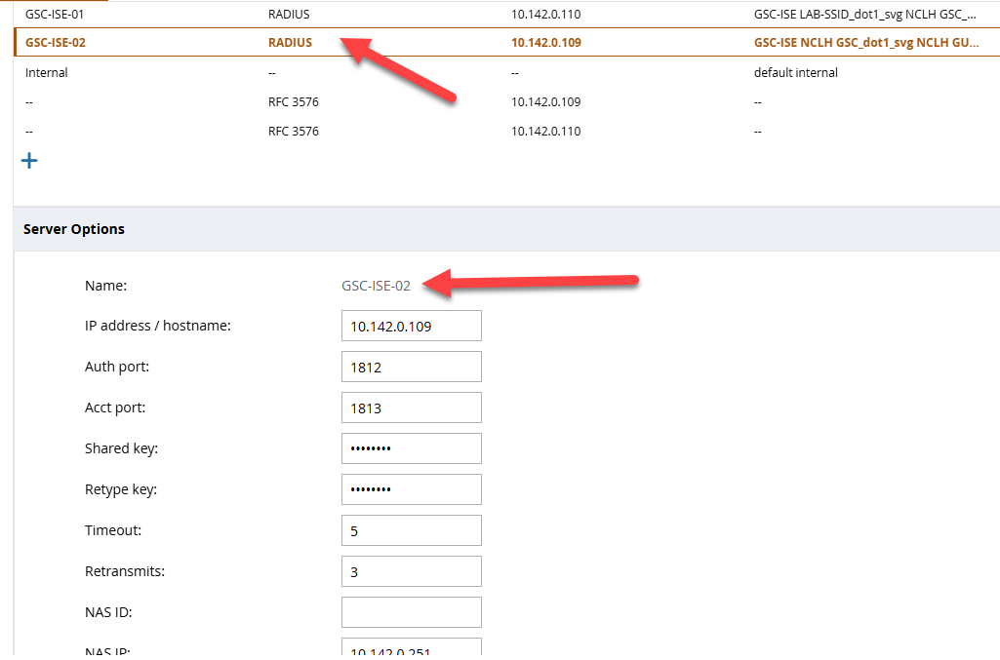 GSC-ISE-01 RADIUS 10.142.0.110 GSC-ISE LAB-SSID_dot1_svg NCLH GSC_...
GSC-ISE-02 RADIUS 10.142.0.109 GSC-ISE NCLH GSC_dot1_svg NCLH GU...
Internal -- -- default internal
-- RFC 3576 10.142.0.109 --
-- RFC 3576 10.142.0.110 --
+
Server Options
Name: GSC-ISE-02
IP address / hostname: 10.142.0.109
Auth port: 1812
Acct port: 1813
Shared key: ••••••••
Retype key: ••••••••
Timeout: 5
Retransmits: 3
NAS ID:
NAS IP: 10.142.0.251